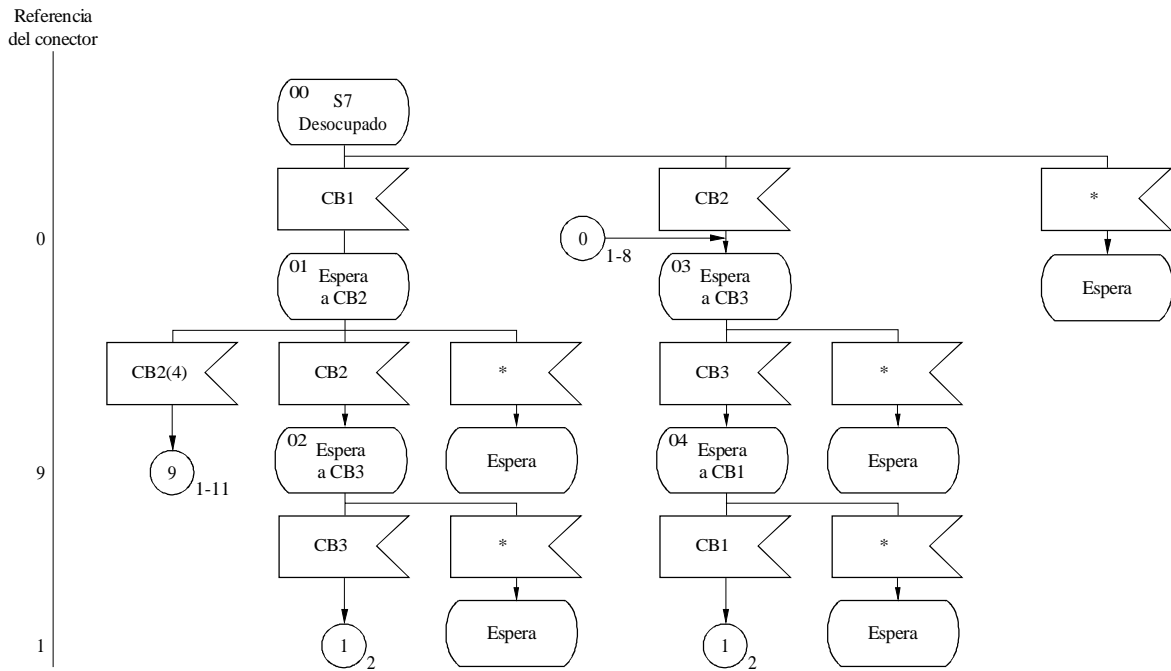 Referencia
del conector
00
S7
Desocupado
CB1
CB2
*
0
0
1-8
01
Espera
a CB2
03
Espera
a CB3
Espera
CB2(4)
CB2
*
CB3
*
02
Espera
a CB3
Espera
04
Espera
a CB1
Espera
9
9
1-11
CB3
*
CB1
*
1
1
2
Espera
1
2
Espera